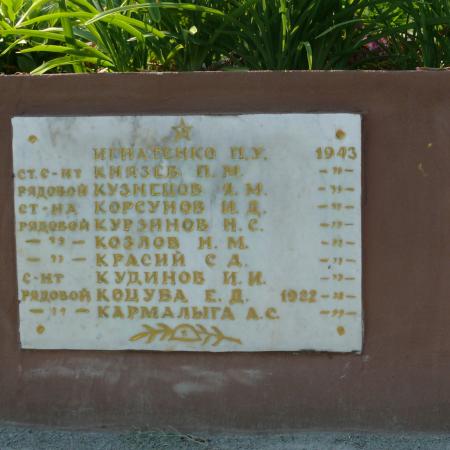 ИГНАТЕНКО П.У. 1943
СТ.С-НТ КНЯЗЕВ П.М. -"-
РЯДОВОЙ КУЗНЕЦОВ Я.М. -"-
СТ-НА КОРСУНОВ И.Д. -"-
РЯДОВОЙ КУРЗИНОВ Н.С. -"-
- "- КОЗЛОВ Н.М. -"-
- "- КРАСИЙ С.Д. -"-
С-НТ КУДИНОВ И.И. -"-
РЯДОВОЙ КОЦУБА Е.Д. 1922 -"-
- "- КАРМАЛЫГА А.С. -"-